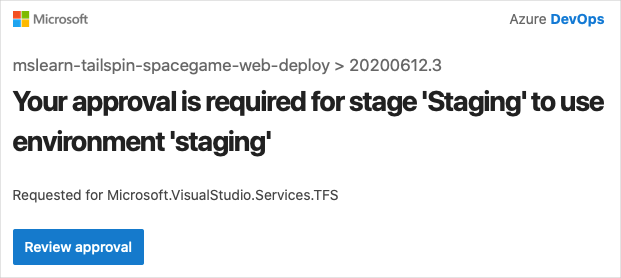 Microsoft
Azure DevOps
mslearn-tailspin-spacegame-web-deploy > 20200612.3
Your approval is required for stage 'Staging' to use
environment 'staging'
Requested for Microsoft.VisualStudio.Services.TFS
Review approval